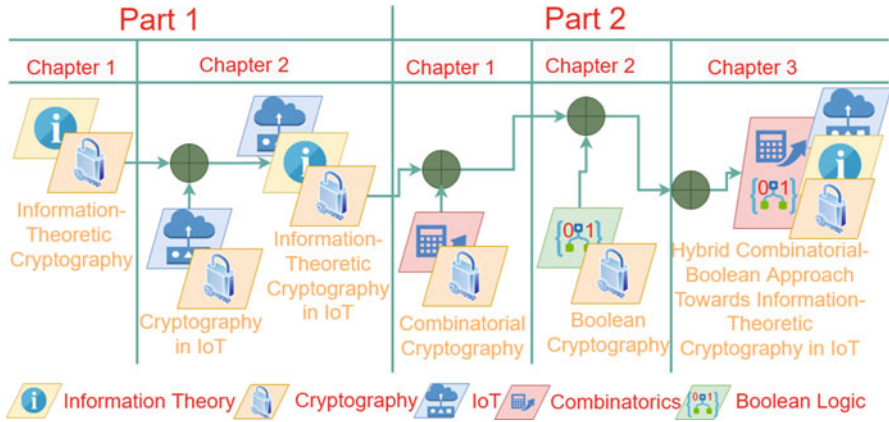 Part 1
Part 2
Chapter 1
Chapter 2
Chapter 1
Chapter 2
Chapter 3
Information-
Theoretic
Cryptography
Cryptography
in IoT
Information-
Theoretic
Cryptography
in IoT
Combinatorial
Cryptography
{0 1}
Boolean
Cryptography
{0 1}
Hybrid Combinatorial-
Boolean Approach
Towards Information-
Theoretic
Cryptography in IoT
Information Theory
Cryptography
IoT
Combinatorics
{0 1}
Boolean Logic